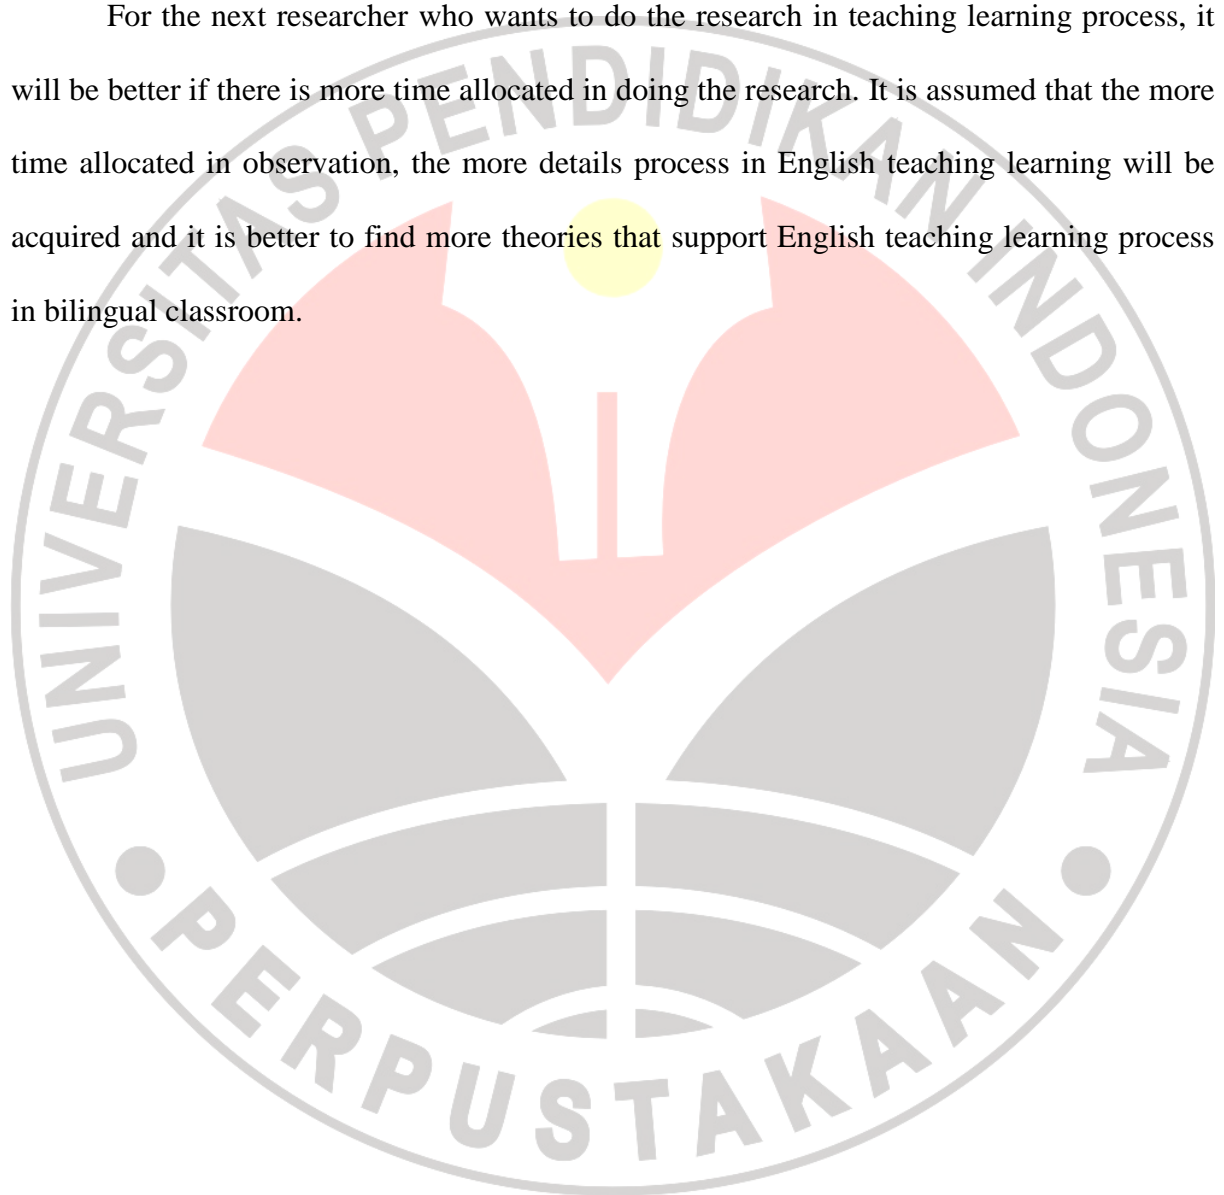 For the next researcher who wants to do the research in teaching learning process, it
will be better if there is more time allocated in doing the research. It is assumed that the more
time allocated in observation, the more details process in English teaching learning will be
acquired and it is better to find more theories that support English teaching learning process
in bilingual classroom.
UNIVERSITAS PENDIDIKAN INDONESIA
PERPUSTAKAAN